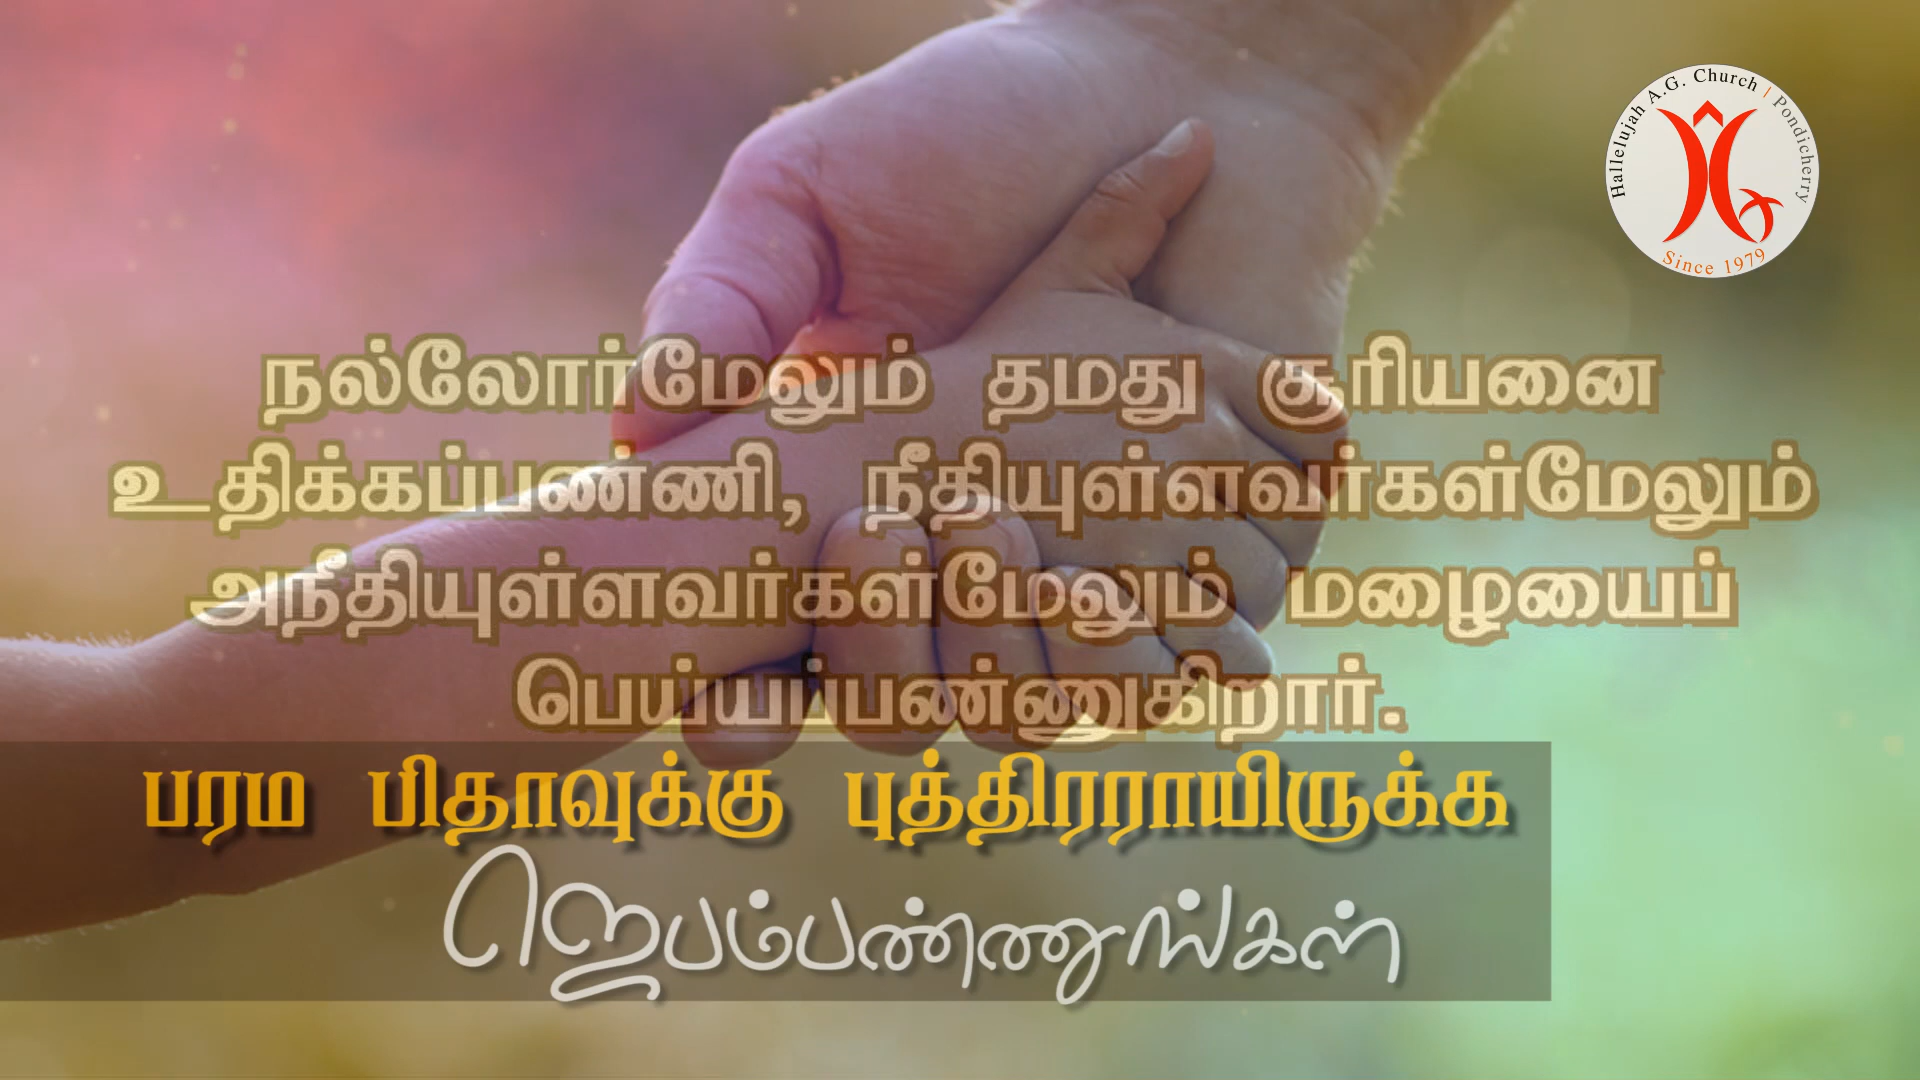 Hallelujah A.G. Church | Pondicherry
Since 1979
நல்லோர்மேலும் தமது சூரியனை
உதிக்கப்பண்ணி, நீதியுள்ளவர்கள்மேலும்
அநீதியுள்ளவர்கள்மேலும் மழையைப்
பெய்யப்பண்ணுகிறார்.
பரம பிதாவுக்கு புத்திரராயிருக்க
ஜெபம்பண்ணுங்கள்